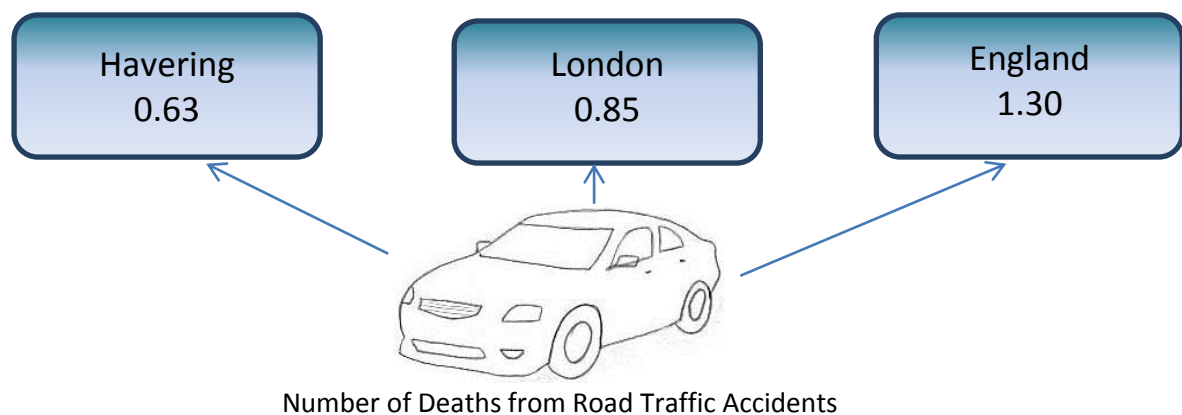 Havering
0.63
London
0.85
England
1.30
Number of Deaths from Road Traffic Accidents